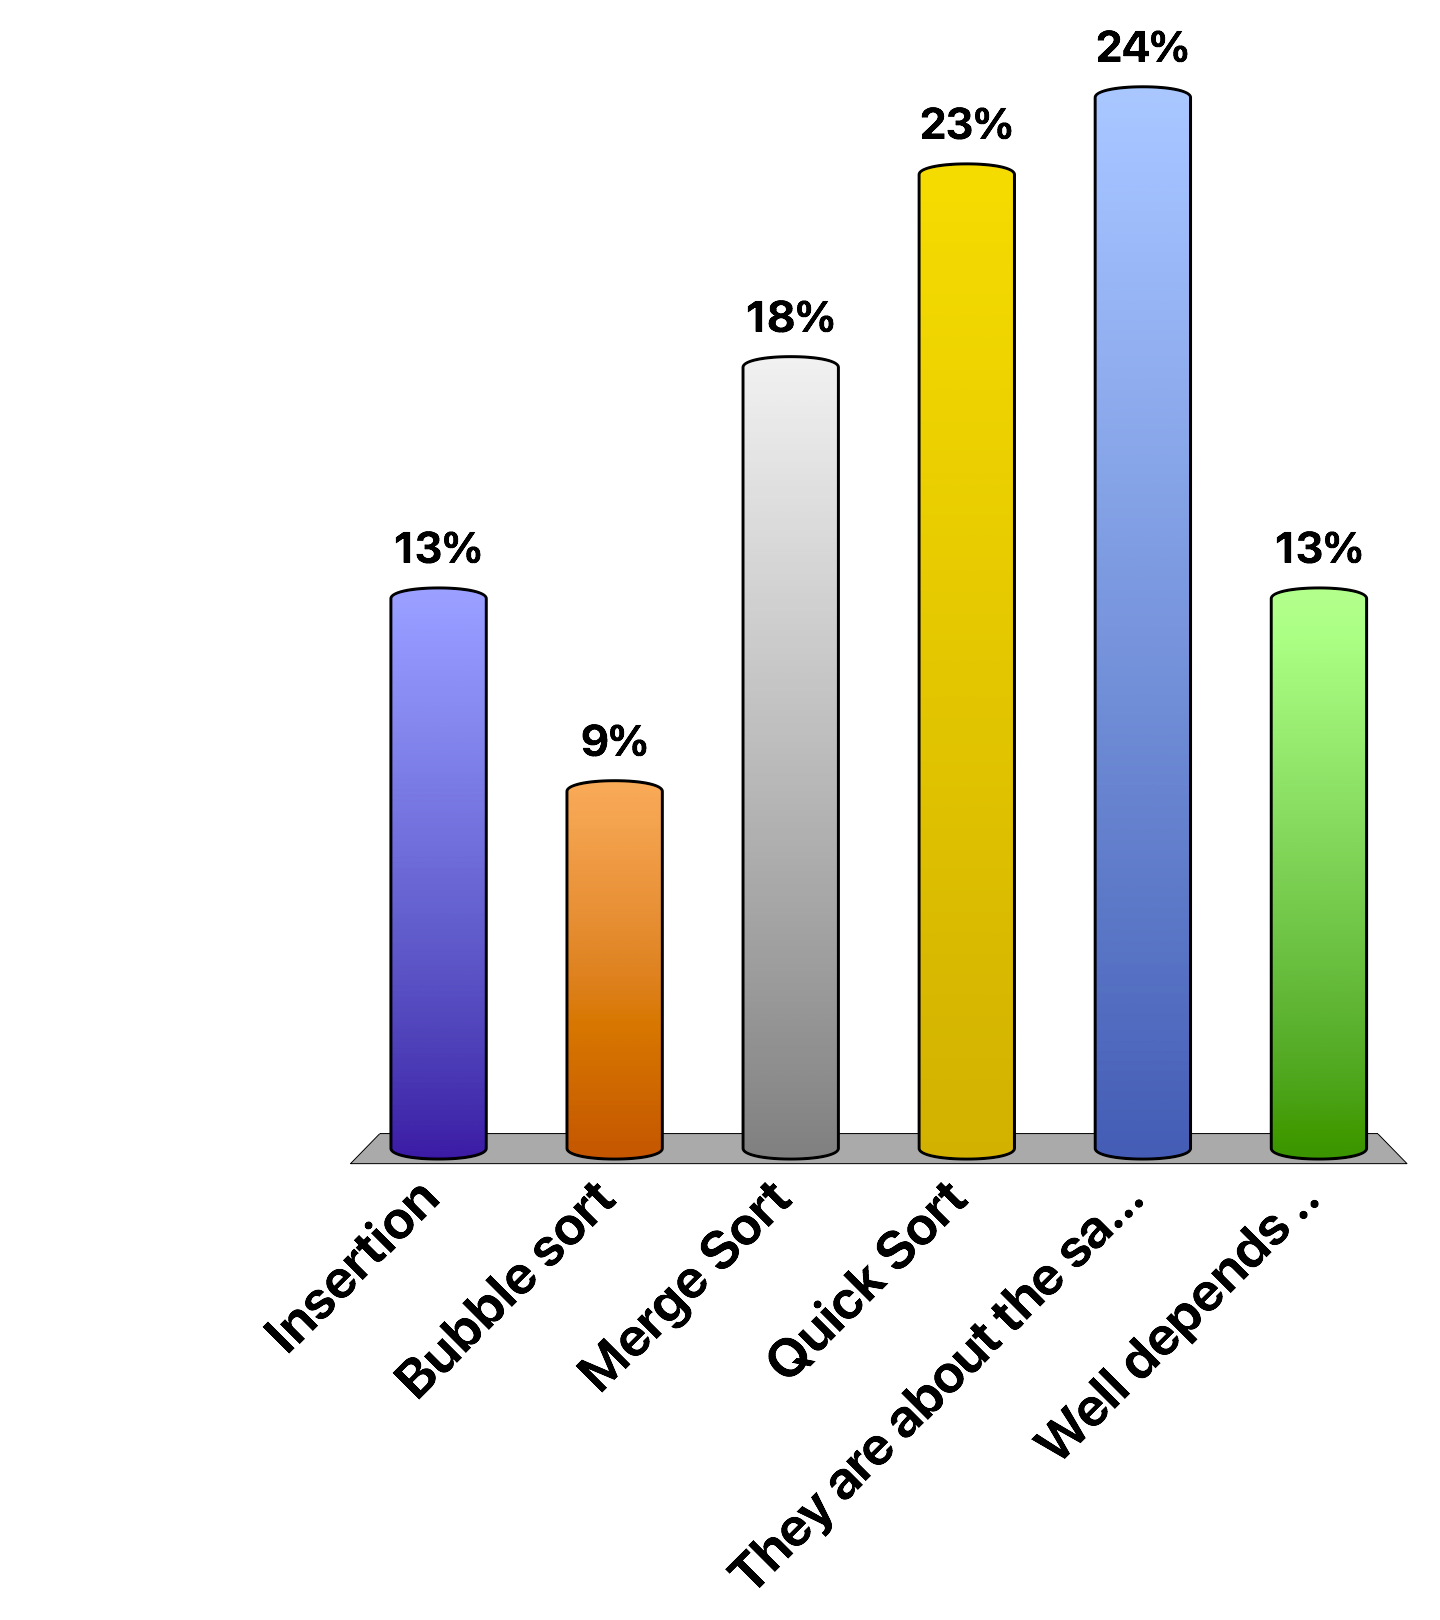 24%
23%
18%
13%
13%
9%
Insertion
Bubble sort
Merge Sort
Quick Sort
They are about the sa...
Well depends ..